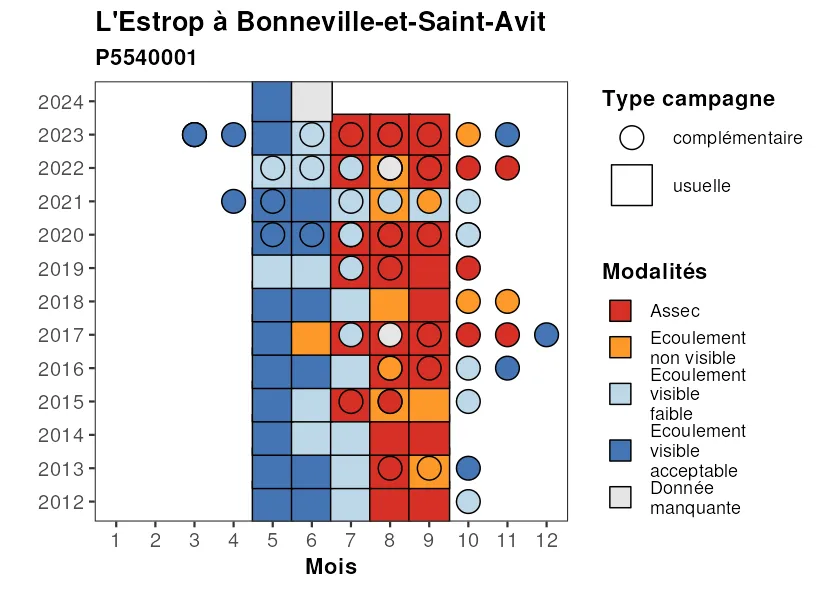 L'Estrop à Bonneville-et-Saint-Avit
P5540001
2024
2023
2022
2021
2020
2019
2018
2017
2016
2015
2014
2013
2012
1 2 3 4 5 6 7 8 9 10 11 12
Mois
Type campagne
complémentaire
usuelle
Modalités
Assec
Ecoulement
non visible
Ecoulement
visible
faible
Ecoulement
visible
acceptable
Donnée
manquante